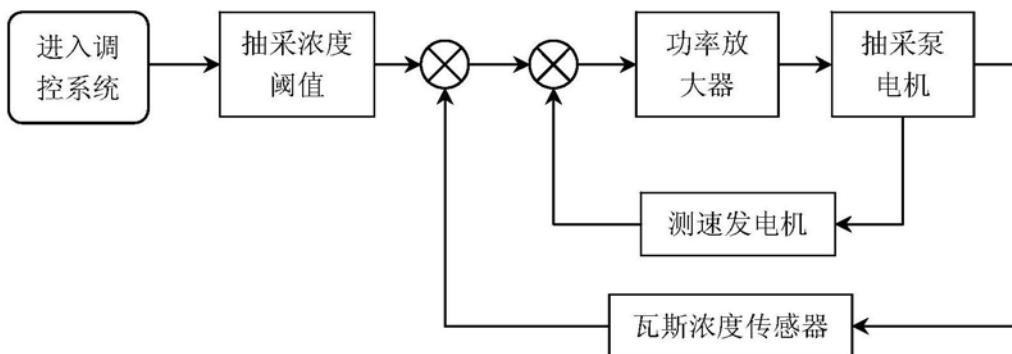 进入调
控系统
抽采浓度
阈值
功率放
大器
抽采泵
电机
测速发电机
瓦斯浓度传感器